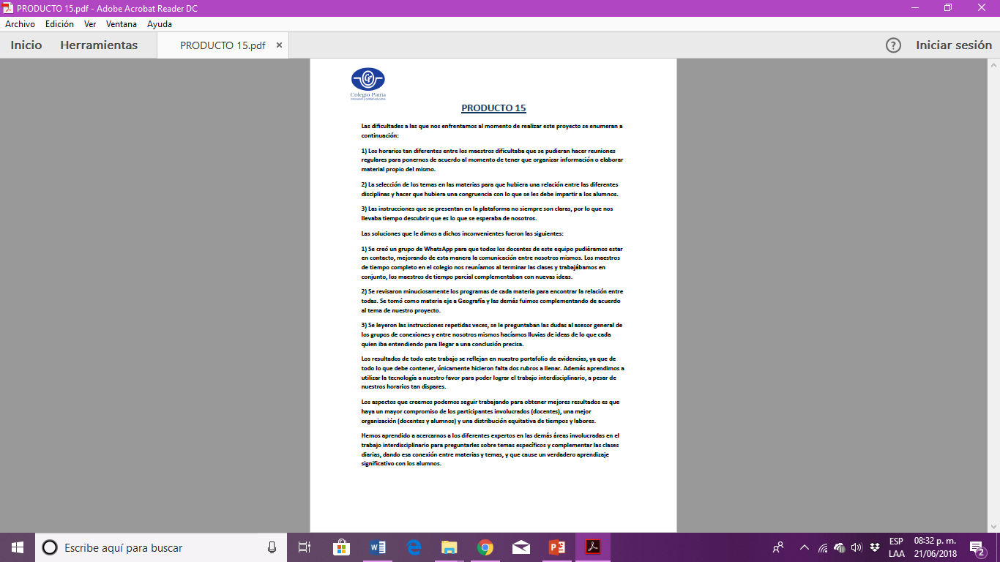 PRODUCTO 15.pdf - Adobe Acrobat Reader DC
Archivo Edición Ver Ventana Ayuda
Inicio Herramientas PRODUCTO 15.pdf × ? Iniciar sesión
Colegio Patria
PRODUCTO 15
Las dificultades a las que nos enfrentamos al momento de realizar este proyecto se enumeran a
continuación:
1) Los horarios tan diferentes entre los maestros dificultaba que se pudieran hacer reuniones
regulares para ponernos de acuerdo al momento de tener que organizar información o elaborar
material propio del mismo.
2) La selección de los temas en las materias para que hubiera una relación entre las diferentes
disciplinas y hacer que hubiera una congruencia con lo que se les debe impartir a los alumnos.
3) Las instrucciones que se presentan en la plataforma no siempre son claras, por lo que nos
llevaba tiempo descubrir que es lo que se esperaba de nosotros.
Las soluciones que le dimos a dichos inconvenientes fueron las siguientes:
1) Se creó un grupo de WhatsApp para que todos los docentes de este equipo pudiéramos estar
en contacto, mejorando de esta manera la comunicación entre nosotros mismos. Los maestros
de tiempo completo en el colegio nos reuníamos al terminar las clases y trabajábamos en
conjunto, los maestros de tiempo parcial complementaban con nuevas ideas.
2) Se revisaron minuciosamente los programas de cada materia para encontrar la relación entre
todas. Se tomó como materia eje a Geografía y las demás fuimos complementando de acuerdo
al tema de nuestro proyecto.
3) Se leyeron las instrucciones repetidas veces, se le preguntaban las dudas al asesor general de
los grupos de conexiones y entre nosotros mismos hacíamos lluvias de ideas de lo que cada
quien iba entendiendo para llegar a una conclusión precisa.
Los resultados de todo este trabajo se reflejan en nuestro portafolio de evidencias, ya que de
todo lo que debe contener, únicamente hicieron falta dos rubros a llenar. Además aprendimos a
utilizar la tecnología a nuestro favor para poder lograr el trabajo interdisciplinario, a pesar de
nuestros horarios tan dispares.
Los aspectos que creemos podemos seguir trabajando para obtener mejores resultados es que
haya un mayor compromiso de los participantes involucrados (docentes), una mejor
organización (docentes y alumnos) y una distribución equitativa de tiempos y labores.
Hemos aprendido a acercarnos a los diferentes expertos en las demás áreas involucradas en el
trabajo interdisciplinario para preguntarles sobre temas específicos y complementar las clases
diarias, dando esa conexión entre materias y temas, y que cause un verdadero aprendizaje
significativo con los alumnos.
Escribe aquí para buscar
ESP 08:32 p. m.
LAA 21/06/2018 2